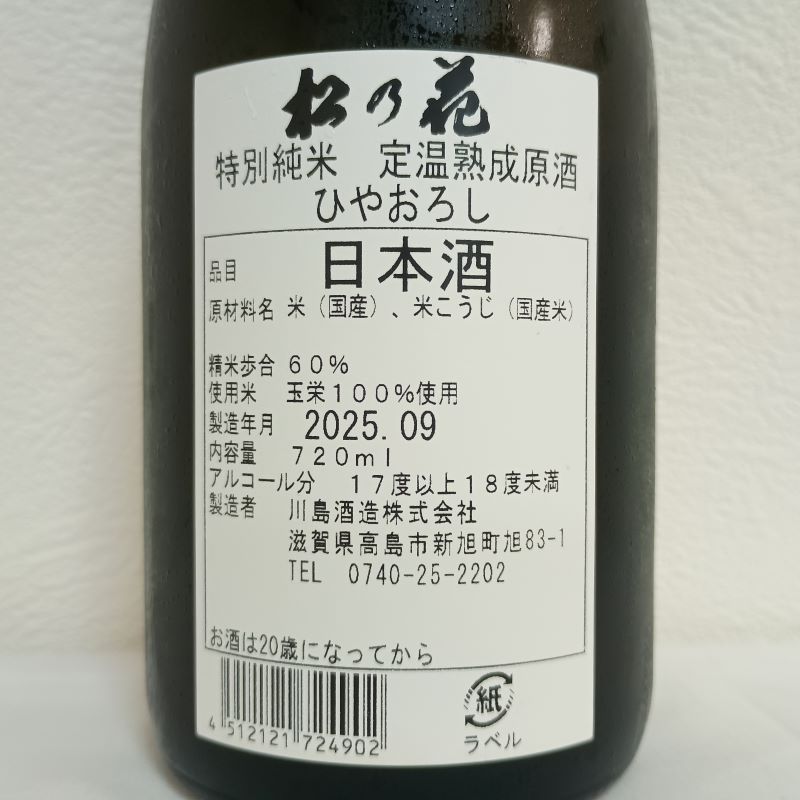 松乃花
特別純米 定温熟成原酒
ひやおろし
品目 日本酒
原材料名 米（国産）、米こうじ（国産米）
精米歩合 ６０％
使用米 玉栄１００％使用
製造年月 2025.09
内容量 ７２０ｍｌ
アルコール分 １７度以上１８度未満
製造者 川島酒造株式会社
滋賀県高島市新旭町旭83-1
TEL 0740-25-2202
お酒は20歳になってから
4 512121 724902
紙
ラベル